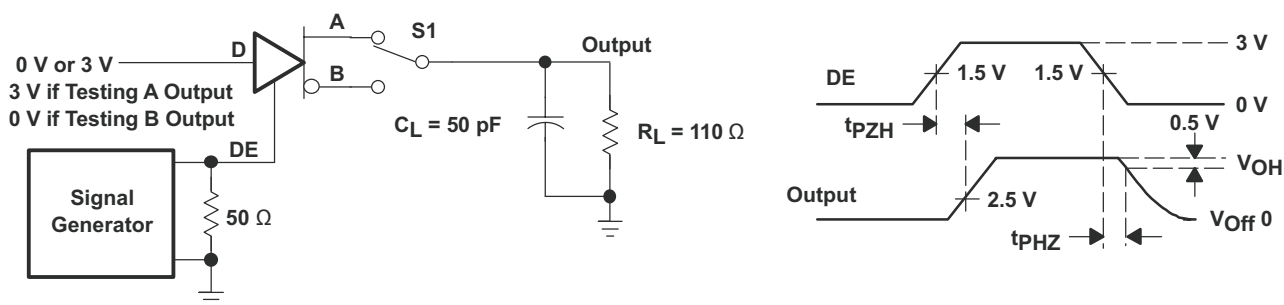 A
S1
D
Output
0 V or 3 V
3 V if Testing A Output
0 V if Testing B Output
B
DE
CL = 50 pF
RL = 110 Ω
Signal
Generator
50 Ω
3 V
DE
1.5 V
1.5 V
0 V
tPZH
0.5 V
VOH
Output
2.5 V
VOff 0
tPHZ